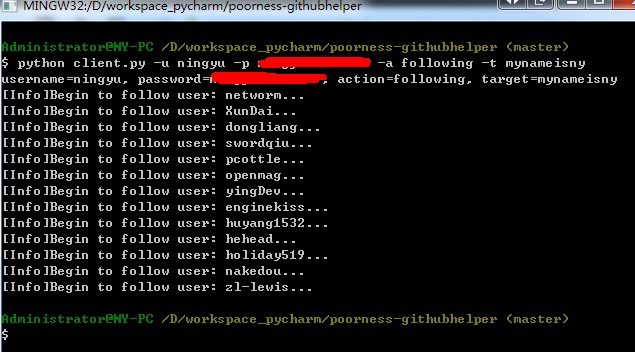 MINGW32:/D/workspace_pycharm/poorness-githubhelper
Administrator@NY-PC /D/workspace_pycharm/poorness-githubhelper (master)
$ python client.py -u ningyu -p -a following -t mynameisny
username=ningyu, password=, action=following, target=mynameisny
[Info]Begin to follow user: networm...
[Info]Begin to follow user: XunDai...
[Info]Begin to follow user: dongliang...
[Info]Begin to follow user: swordqiu...
[Info]Begin to follow user: pcottle...
[Info]Begin to follow user: openmag...
[Info]Begin to follow user: yingDev...
[Info]Begin to follow user: enginekiss...
[Info]Begin to follow user: huyang1532...
[Info]Begin to follow user: hehead...
[Info]Begin to follow user: holiday519...
[Info]Begin to follow user: nakedou...
[Info]Begin to follow user: zl-lewis...
Administrator@NY-PC /D/workspace_pycharm/poorness-githubhelper (master)
$